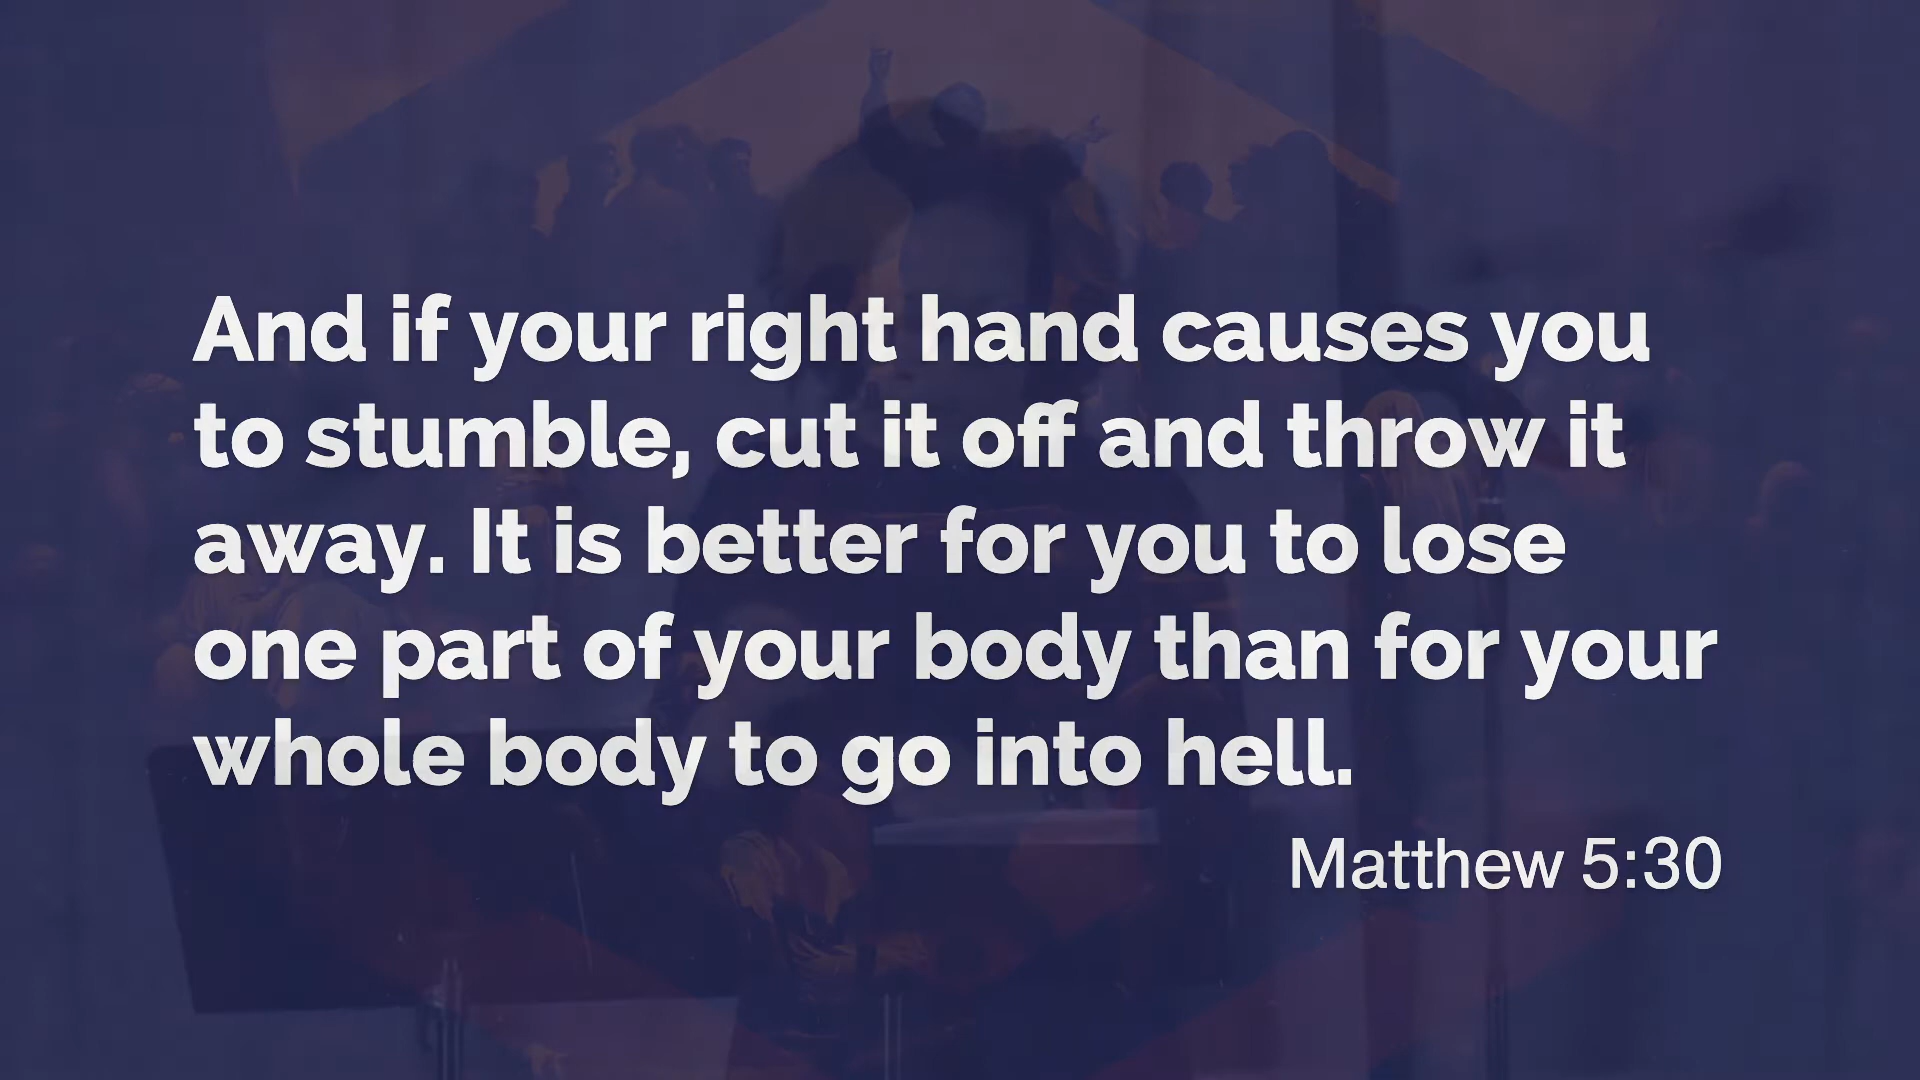 And if your right hand causes you
to stumble, cut it off and throw it
away. It is better for you to lose
one part of your body than for your
whole body to go into hell.
Matthew 5:30